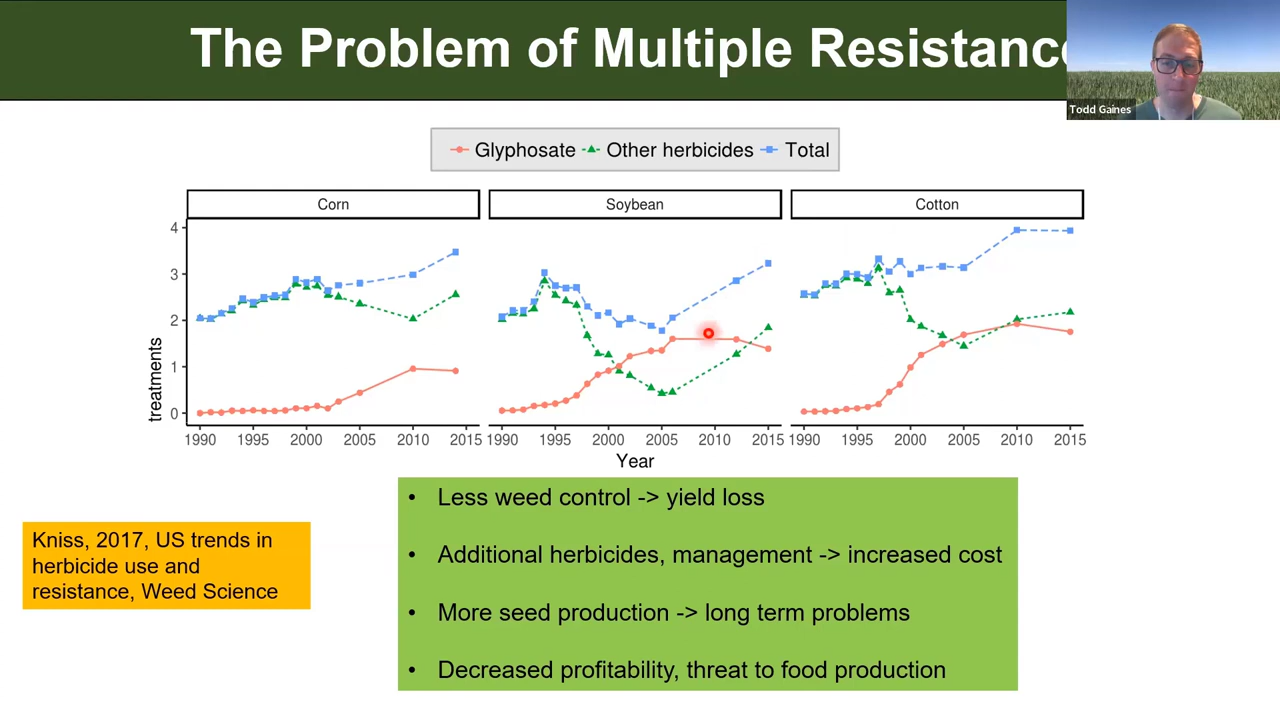 The Problem of Multiple Resistance
Todd Gaines
Glyphosate Other herbicides Total
Corn Soybean Cotton
4
3
2
1
0
treatments
1990 1995 2000 2005 2010 2015 1990 1995 2000 2005 2010 2015 1990 1995 2000 2005 2010 2015
Year
• Less weed control -> yield loss
• Additional herbicides, management -> increased cost
• More seed production -> long term problems
• Decreased profitability, threat to food production
Kniss, 2017, US trends in
herbicide use and
resistance, Weed Science